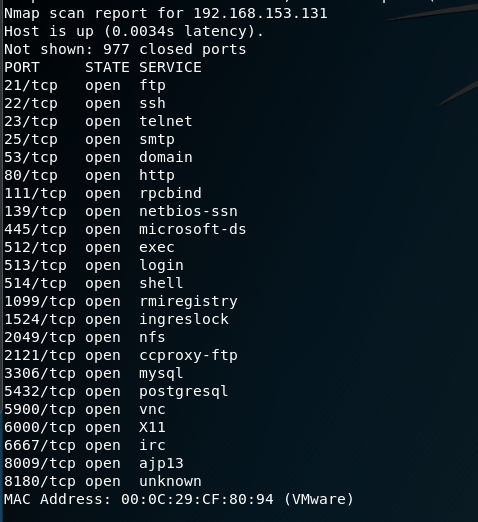 Nmap scan report for 192.168.153.131
Host is up (0.0034s latency).
Not shown: 977 closed ports
PORT     STATE SERVICE
21/tcp   open  ftp
22/tcp   open  ssh
23/tcp   open  telnet
25/tcp   open  smtp
53/tcp   open  domain
80/tcp   open  http
111/tcp  open  rpcbind
139/tcp  open  netbios-ssn
445/tcp  open  microsoft-ds
512/tcp  open  exec
513/tcp  open  login
514/tcp  open  shell
1099/tcp open  rmiregistry
1524/tcp open  ingreslock
2049/tcp open  nfs
2121/tcp open  ccproxy-ftp
3306/tcp open  mysql
5432/tcp open  postgresql
5900/tcp open  vnc
6000/tcp open  X11
6667/tcp open  irc
8009/tcp open  ajp13
8180/tcp open  unknown
MAC Address: 00:0C:29:CF:80:94 (VMware)